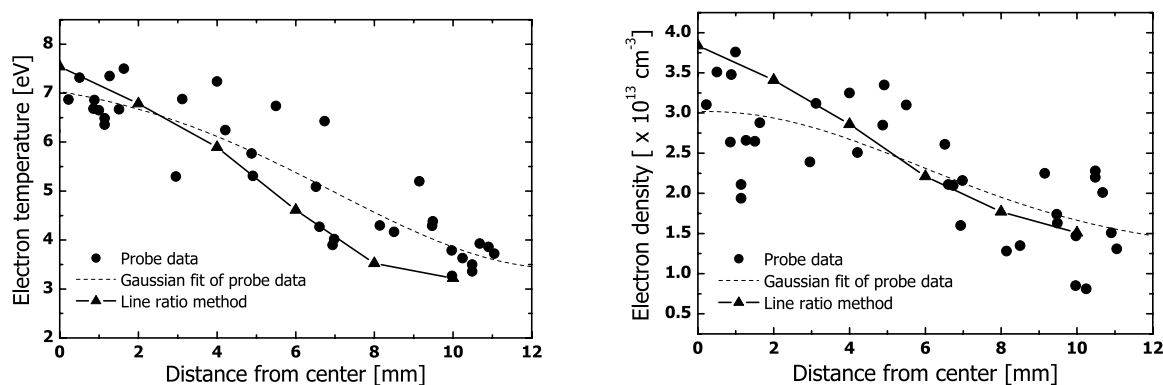 8
7
6
5
4
3
2
Electron temperature [eV]
Probe data
Gaussian fit of probe data
Line ratio method
0 2 4 6 8 10 12
Distance from center [mm]
4.0
3.5
3.0
2.5
2.0
1.5
1.0
0.5
Electron density [ x 10¹³ cm⁻³]
Probe data
Gaussian fit of probe data
Line ratio method
0 2 4 6 8 10 12
Distance from center [mm]